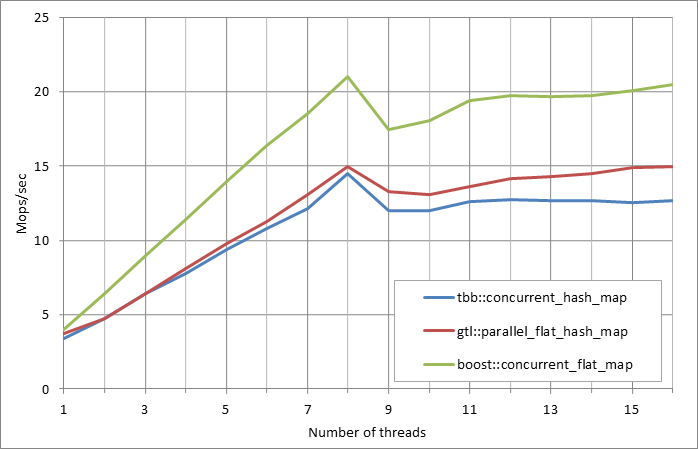 25
20
15
10
5
0
Mops/sec
tbb::concurrent_hash_map
gtl::parallel_flat_hash_map
boost::concurrent_flat_map
1 3 5 7 9 11 13 15
Number of threads